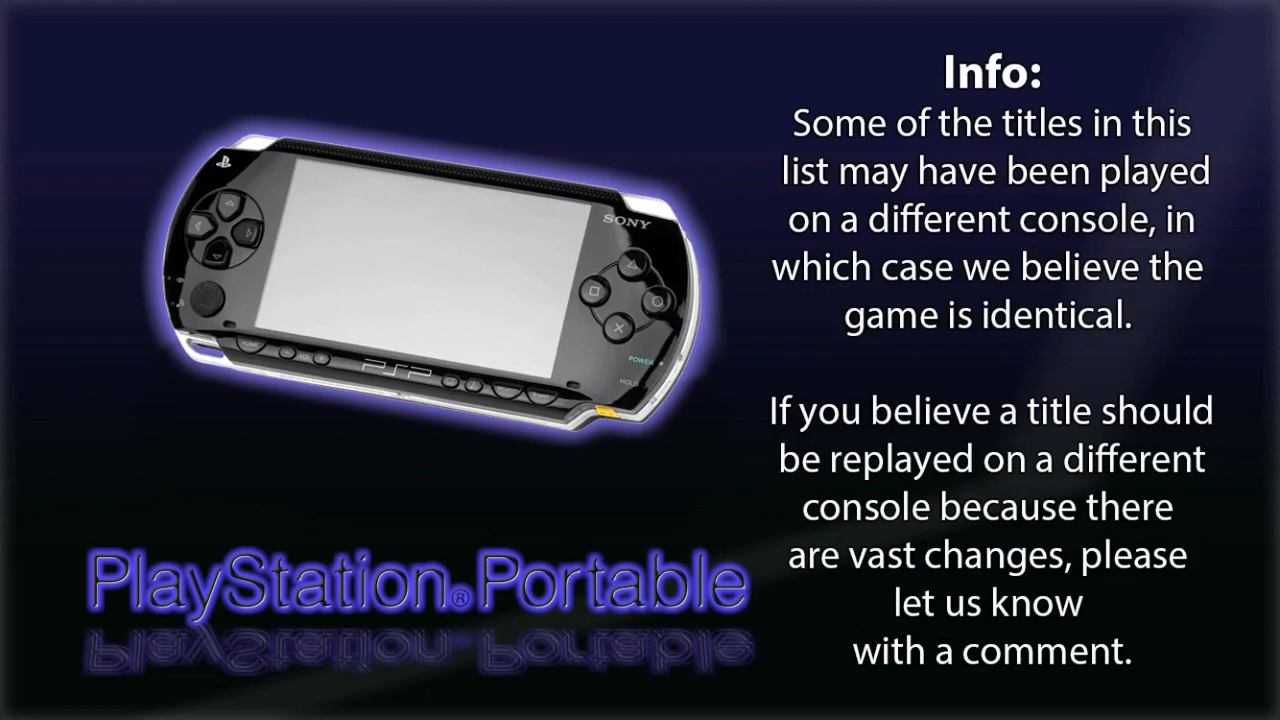 Info:
Some of the titles in this
list may have been played
on a different console, in
which case we believe the
game is identical.
If you believe a title should
be replayed on a different
console because there
are vast changes, please
let us know
with a comment.
SONY
POWER
HOLD
PSP
PlayStation®Portable